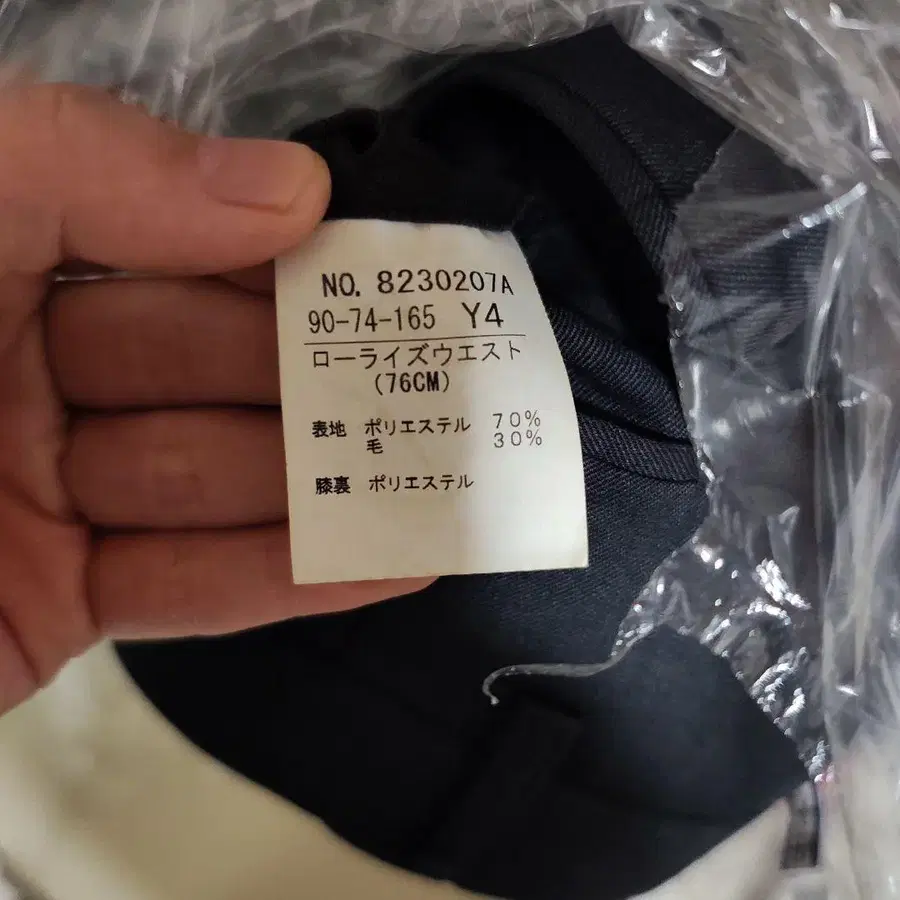 NO. 8230207A
90-74-165 Y4
ローライズウエスト
(76CM)
表地 ポリエステル 70%
毛 30%
膝裏 ポリエステル